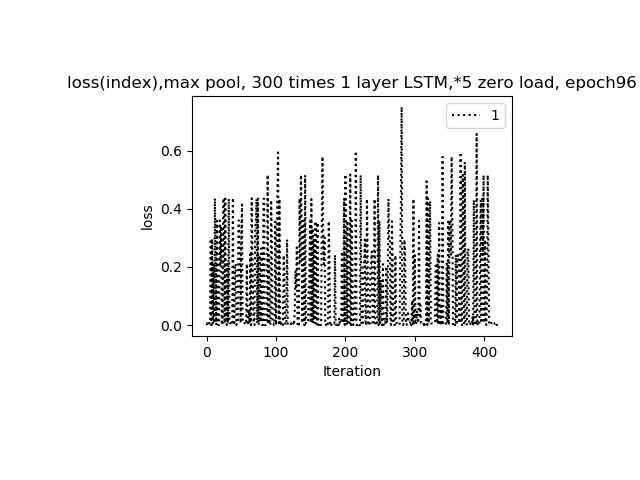 loss(index),max pool, 300 times 1 layer LSTM,*5 zero load, epoch96
1
0.6
0.4
0.2
0.0
loss
0 100 200 300 400
Iteration